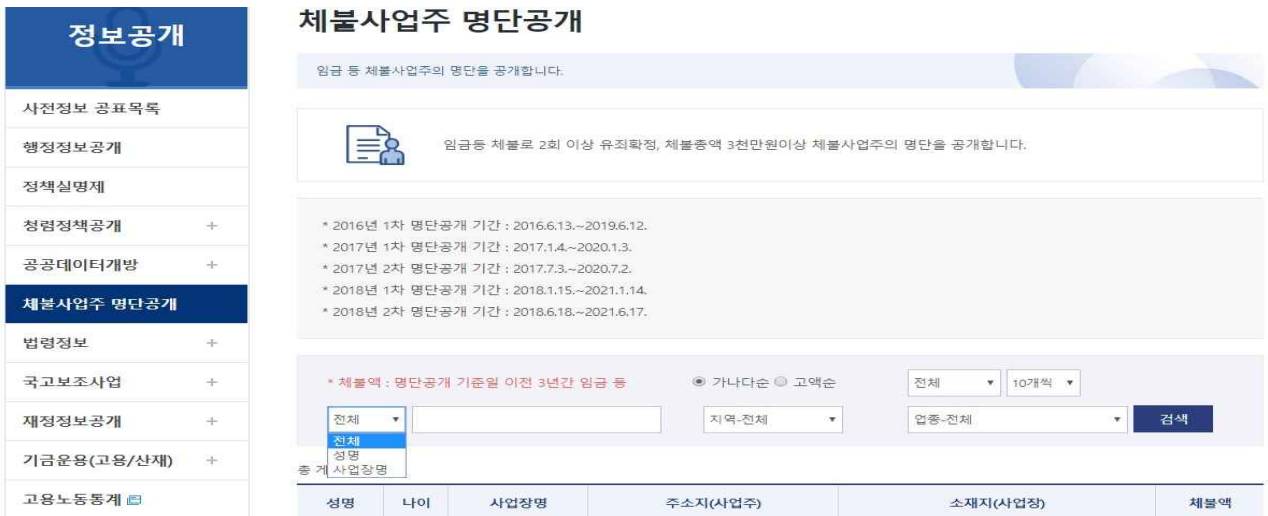 정보공개
사전정보 공표목록
행정정보공개
정책실명제
청렴정책공개 +
공공데이터개방 +
체불사업주 명단공개
법령정보 +
국고보조사업 +
재정정보공개 +
기금운용(고용/산재) +
고용노동통계
체불사업주 명단공개
임금 등 체불사업주의 명단을 공개합니다.
임금등 체불로 2회 이상 유죄확정, 체불총액 3천만원이상 체불사업주의 명단을 공개합니다.
* 2016년 1차 명단공개 기간 : 2016.6.13.~2019.6.12.
* 2017년 1차 명단공개 기간 : 2017.1.4.~2020.1.3.
* 2017년 2차 명단공개 기간 : 2017.7.3.~2020.7.2.
* 2018년 1차 명단공개 기간 : 2018.1.15.~2021.1.14.
* 2018년 2차 명단공개 기간 : 2018.6.18.~2021.6.17.
* 체불액 : 명단공개 기준일 이전 3년간 임금 등 가나다순 고액순 전체 10개씩
전체 지역-전체 업종-전체 검색
전체
성명
총 게 사업장명
성명 나이 사업장명 주소지(사업주) 소재지(사업장) 체불액